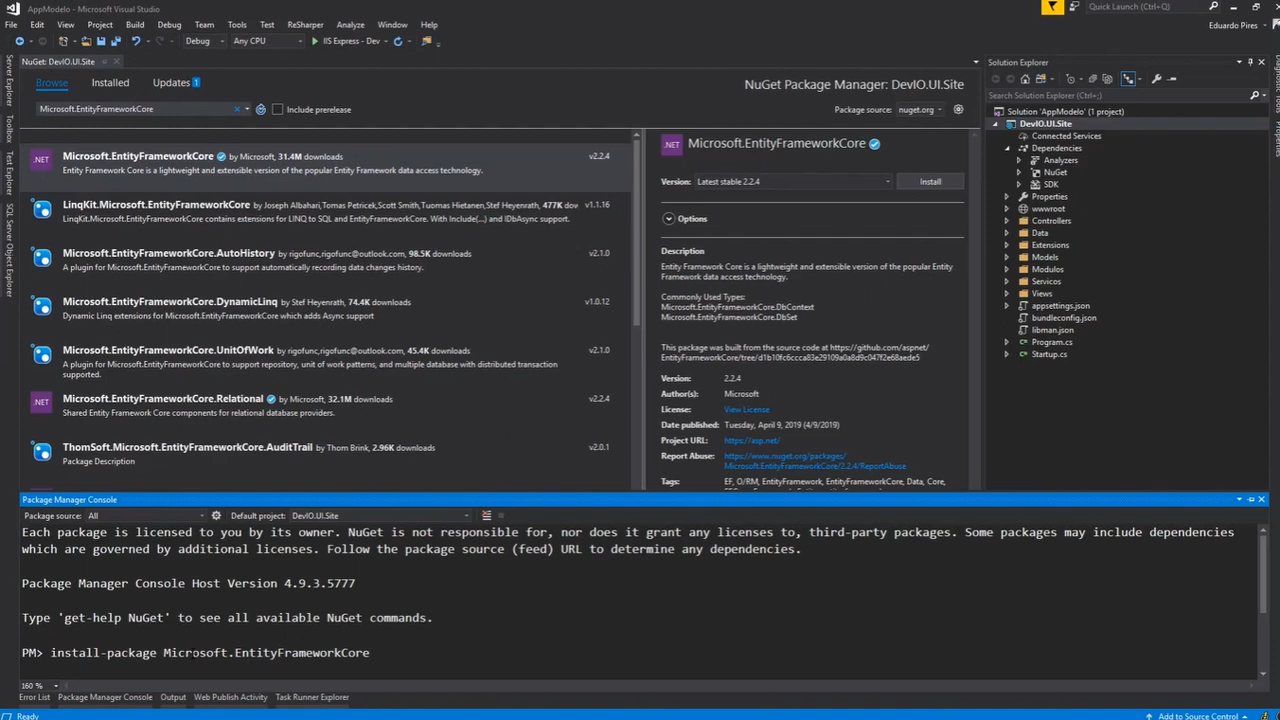 AppModelo - Microsoft Visual Studio
Quick Launch (Ctrl+;)
File Edit View Project Build Debug Team Tools Test ReSharper Analyze Window Help
Eduardo Pires
Debug Any CPU IIS Express - Dev
Server Explorer
Toolbox
Test Explorer
SQL Server Object Explorer
NuGet: DevIO.UI.Site
Browse Installed Updates 1
NuGet Package Manager: DevIO.UI.Site
Microsoft.EntityFrameworkCore
Include prerelease
Package source: nuget.org
.NET
Microsoft.EntityFrameworkCore by Microsoft, 31.4M downloads v2.2.4
Entity Framework Core is a lightweight and extensible version of the popular Entity Framework data access technology.
LinqKit.Microsoft.EntityFrameworkCore by Joseph Albahari,Tomas Petricek,Scott Smith,Tuomas Hietanen,Stef Heyenrath, 477K dow v1.1.16
LinqKit.Microsoft.EntityFrameworkCore contains extensions for LINQ to SQL and EntityFrameworkCore. With Include(...) and IDbAsync support.
Microsoft.EntityFrameworkCore.AutoHistory by rigofunc,rigofunc@outlook.com, 98.5K downloads v2.1.0
A plugin for Microsoft.EntityFrameworkCore to support automatically recording data changes history.
Microsoft.EntityFrameworkCore.DynamicLinq by Stef Heyenrath, 74.4K downloads v1.0.12
Dynamic Linq extensions for Microsoft.EntityFrameworkCore which adds Async support
Microsoft.EntityFrameworkCore.UnitOfWork by rigofunc,rigofunc@outlook.com, 45.4K downloads v2.1.0
A plugin for Microsoft.EntityFrameworkCore to support repository, unit of work patterns, and multiple database with distributed transaction
supported.
.NET
Microsoft.EntityFrameworkCore.Relational by Microsoft, 32.1M downloads v2.2.4
Shared Entity Framework Core components for relational database providers.
ThomSoft.Microsoft.EntityFrameworkCore.AuditTrail by Thom Brink, 2.96K downloads v2.0.1
Package Description
.NET
Microsoft.EntityFrameworkCore
Version: Latest stable 2.2.4 Install
Options
Description
Entity Framework Core is a lightweight and extensible version of the popular Entity
Framework data access technology.
Commonly Used Types:
Microsoft.EntityFrameworkCore.DbContext
Microsoft.EntityFrameworkCore.DbSet
This package was built from the source code at https://github.com/aspnet/
EntityFrameworkCore/tree/d1b10fc6ccca83e29109a0a8d9c047f2e68aede5
Version: 2.2.4
Author(s): Microsoft
License: View License
Date published: Tuesday, April 9, 2019 (4/9/2019)
Project URL: https://asp.net/
Report Abuse: https://www.nuget.org/packages/
Microsoft.EntityFrameworkCore/2.2.4/ReportAbuse
Tags: EF, O/RM, EntityFramework, EntityFrameworkCore, Data, Core,
Solution Explorer
Search Solution Explorer (Ctrl+;)
Solution 'AppModelo' (1 project)
DevIO.UI.Site
Connected Services
Dependencies
Analyzers
NuGet
SDK
Properties
wwwroot
Controllers
Data
Extensions
Models
Modulos
Services
Views
appsettings.json
bundleconfig.json
libman.json
Program.cs
Startup.cs
Package Manager Console
Package source: All Default project: DevIO.UI.Site
Each package is licensed to you by its owner. NuGet is not responsible for, nor does it grant any licenses to, third-party packages. Some packages may include dependencies
which are governed by additional licenses. Follow the package source (feed) URL to determine any dependencies.
Package Manager Console Host Version 4.9.3.5777
Type 'get-help NuGet' to see all available NuGet commands.
PM> install-package Microsoft.EntityFrameworkCore
160 %
Error List Package Manager Console Output Web Publish Activity Task Runner Explorer
Ready
Add to Source Control